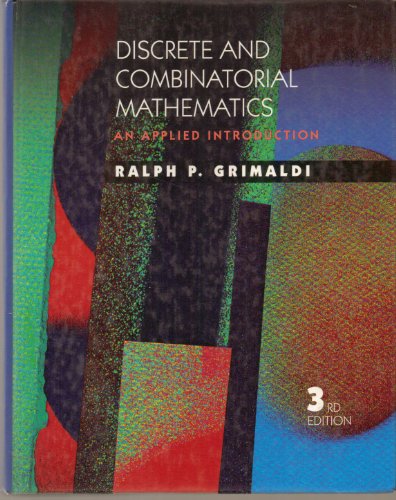 DISCRETE AND
COMBINATORIAL
MATHEMATICS
AN APPLIED INTRODUCTION
RALPH P. GRIMALDI
3RD
EDITION